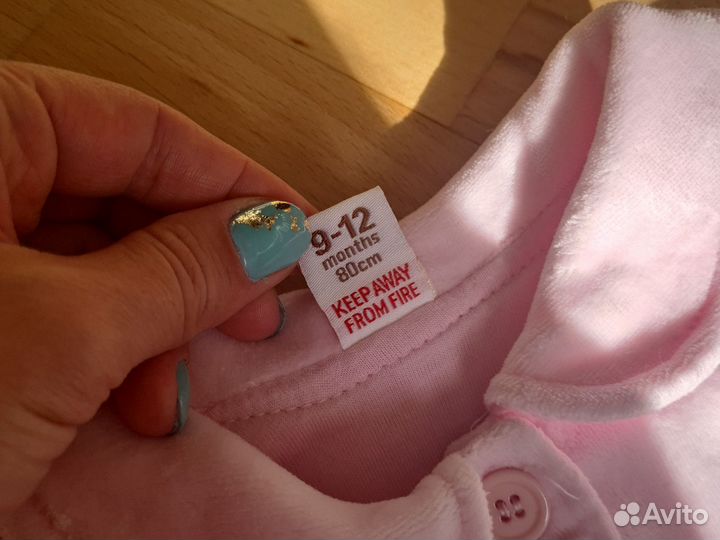 9-12
months
80cm
KEEP AWAY
FROM FIRE
Avito